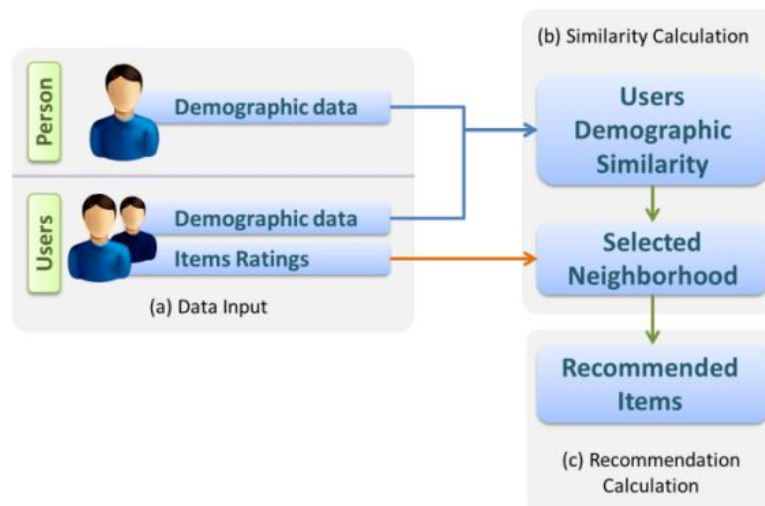 Person
Demographic data
Users
Demographic data
Items Ratings
(a) Data Input
(b) Similarity Calculation
Users
Demographic
Similarity
Selected
Neighborhood
Recommended
Items
(c) Recommendation
Calculation